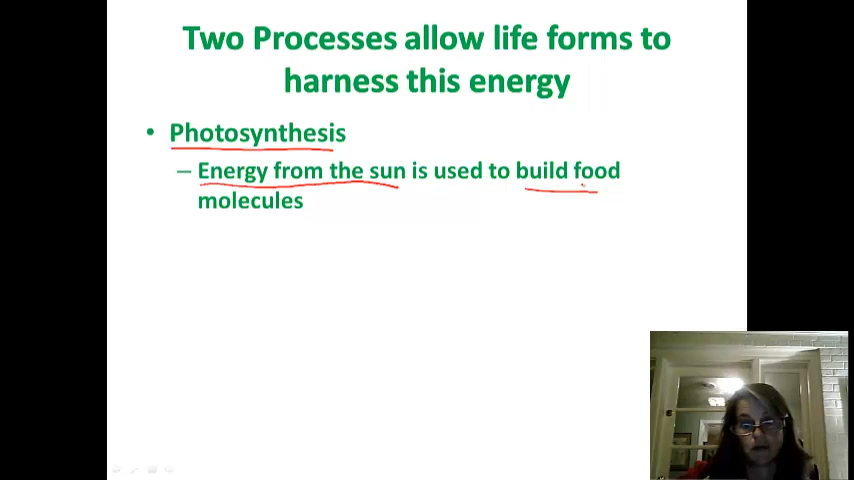 Two Processes allow life forms to
harness this energy
• Photosynthesis
– Energy from the sun is used to build food
molecules